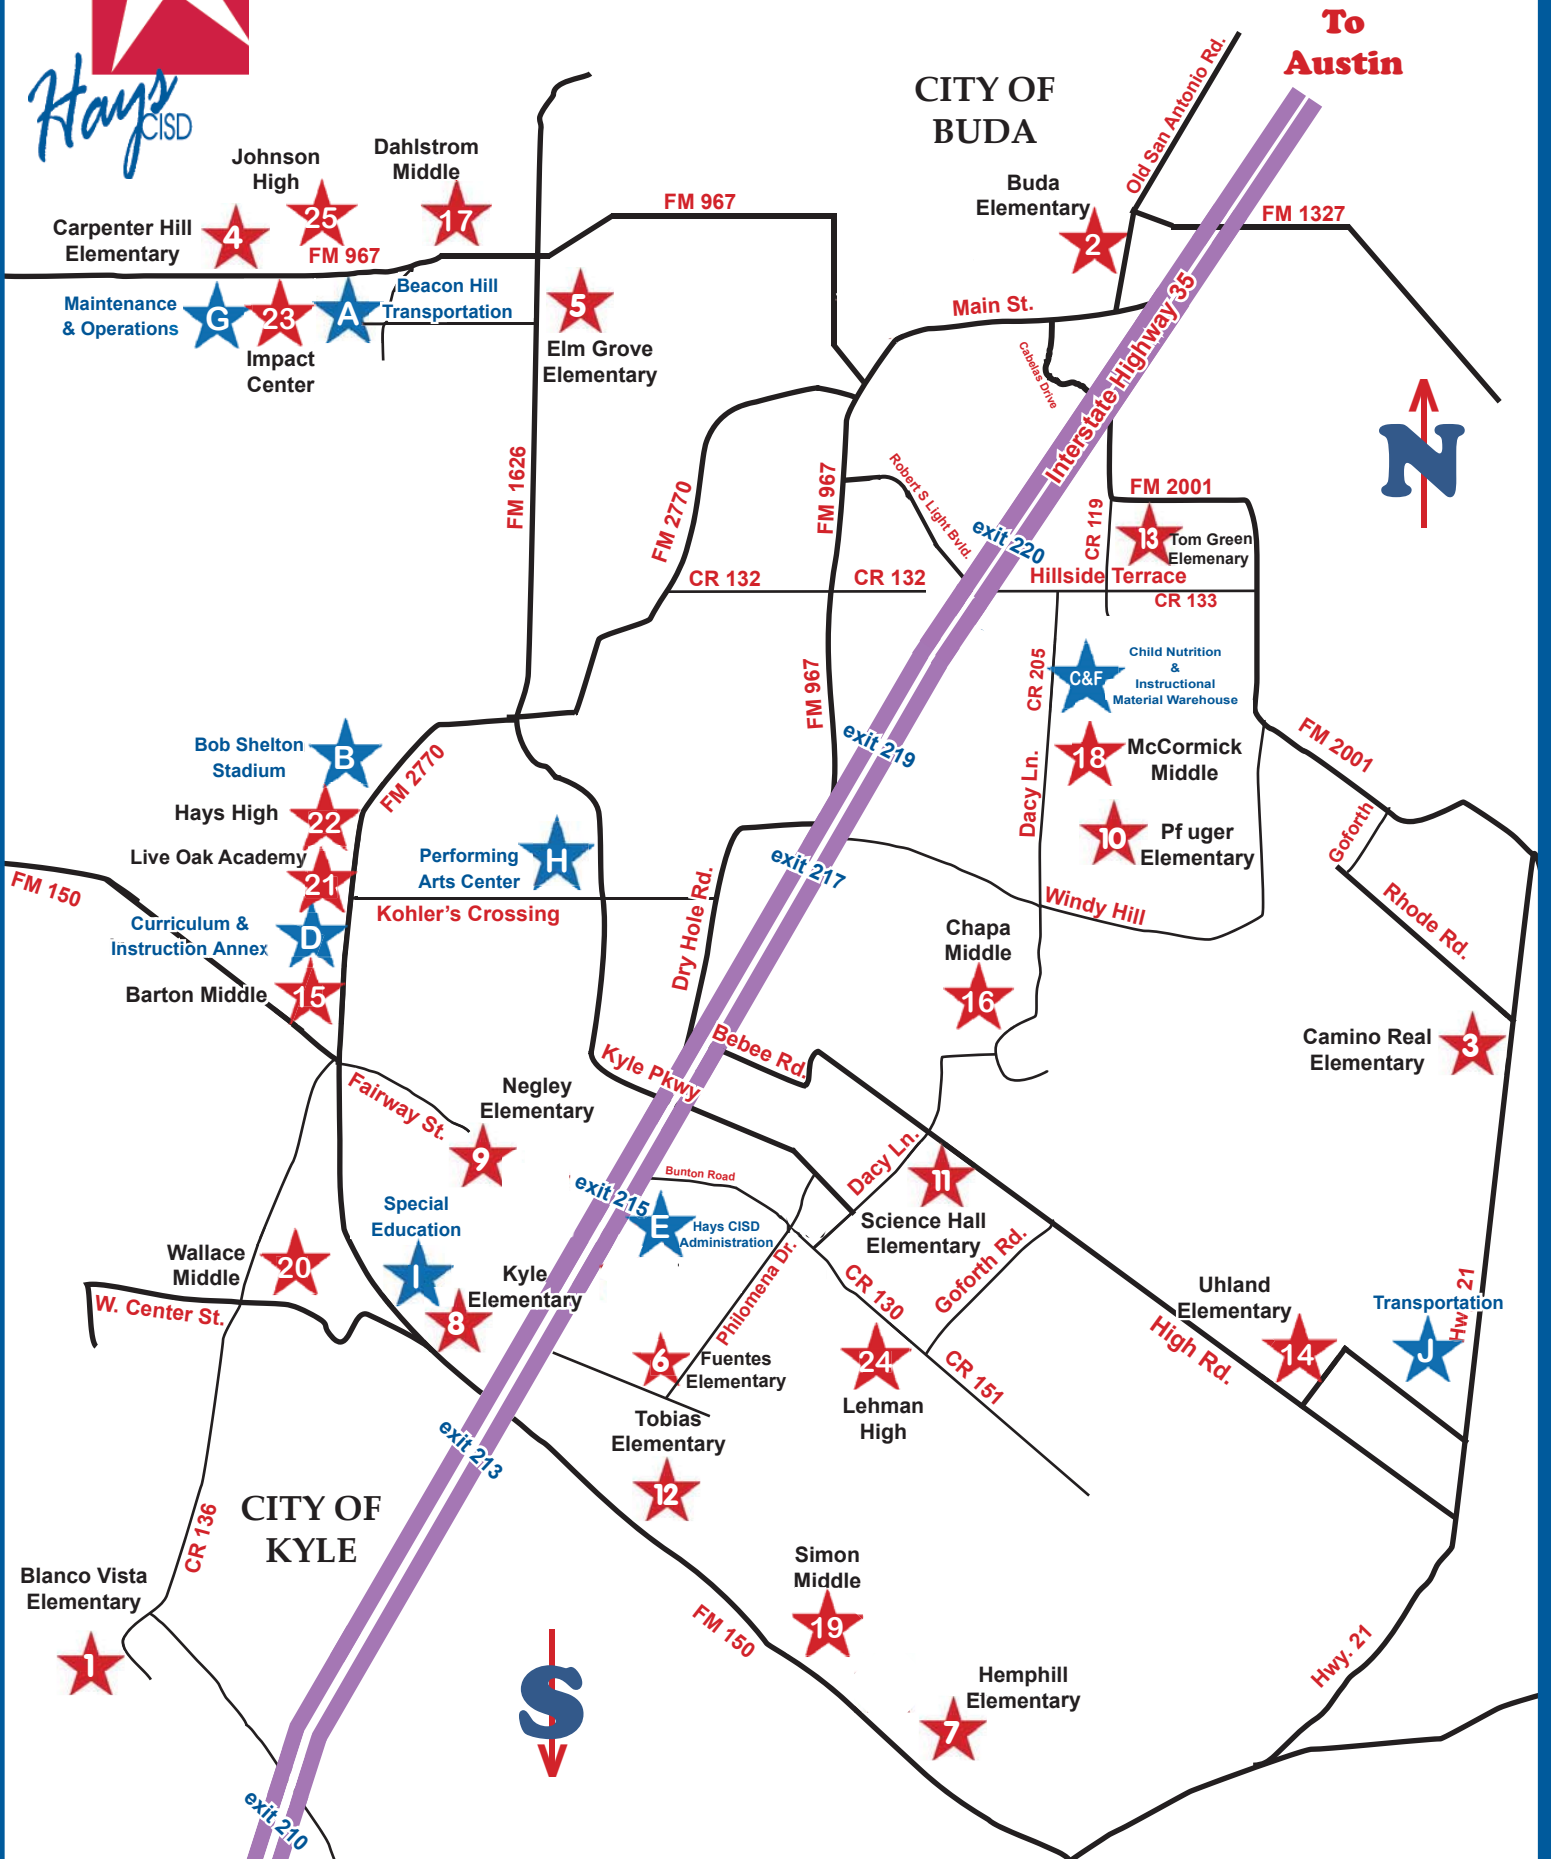 To
Austin
Hays
CISD
CITY OF
BUDA
Old San Antonio Rd.
Johnson
High
Dahlstrom
Middle
25
17
Carpenter Hill
Elementary
4
FM 967
FM 967
Buda
Elementary
2
FM 1327
Maintenance
& Operations
G
23
A
Beacon Hill
Transportation
Impact
Center
5
Elm Grove
Elementary
Main St.
Cabelas Drive
Interstate Highway 35
N
FM 1626
FM 2770
FM 967
Robert S Light Bvld.
exit 220
CR 119
FM 2001
13
Tom Green
Elemenary
CR 132
CR 132
Hillside Terrace
CR 133
FM 967
CR 205
C&F
Child Nutrition
&
Instructional
Material Warehouse
exit 219
Bob Shelton
Stadium
B
FM 2770
Dacy Ln.
18
McCormick
Middle
FM 2001
Hays High
22
10
Pf uger
Elementary
Goforth
Live Oak Academy
21
Performing
Arts Center
H
exit 217
FM 150
Kohler's Crossing
Dry Hole Rd.
Windy Hill
Rhode Rd.
Curriculum &
Instruction Annex
D
Chapa
Middle
16
Barton Middle
15
Camino Real
Elementary
3
Bebee Rd.
Kyle Pkwy
Fairway St.
Negley
Elementary
9
Dacy Ln.
11
Science Hall
Elementary
Bunton Road
exit 215
E
Hays CISD
Administration
Special
Education
I
Wallace
Middle
20
Kyle
Elementary
8
W. Center St.
Philomena Dr.
CR 130
Goforth Rd.
Uhland
Elementary
14
High Rd.
Transportation
J
Hw 21
6
Fuentes
Elementary
24
Lehman
High
CR 151
Tobias
Elementary
12
exit 213
CITY OF
KYLE
CR 136
Blanco Vista
Elementary
1
Simon
Middle
19
FM 150
Hemphill
Elementary
7
Hwy. 21
S
exit 210